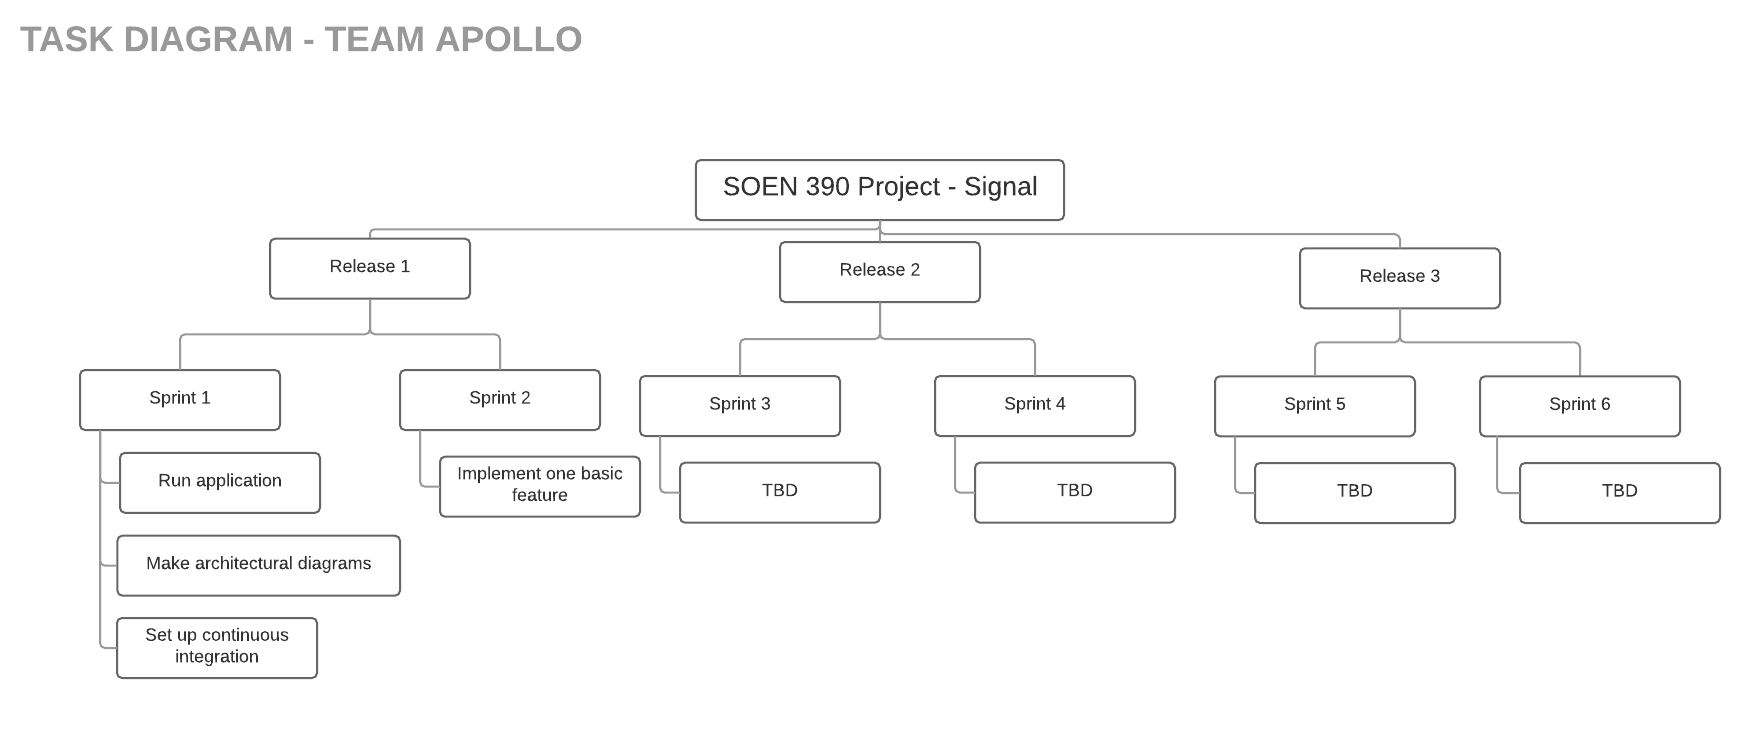 TASK DIAGRAM - TEAM APOLLO
SOEN 390 Project - Signal
Release 1
Release 2
Release 3
Sprint 1
Sprint 2
Sprint 3
Sprint 4
Sprint 5
Sprint 6
Run application
Implement one basic
feature
TBD
TBD
TBD
TBD
Make architectural diagrams
Set up continuous
integration